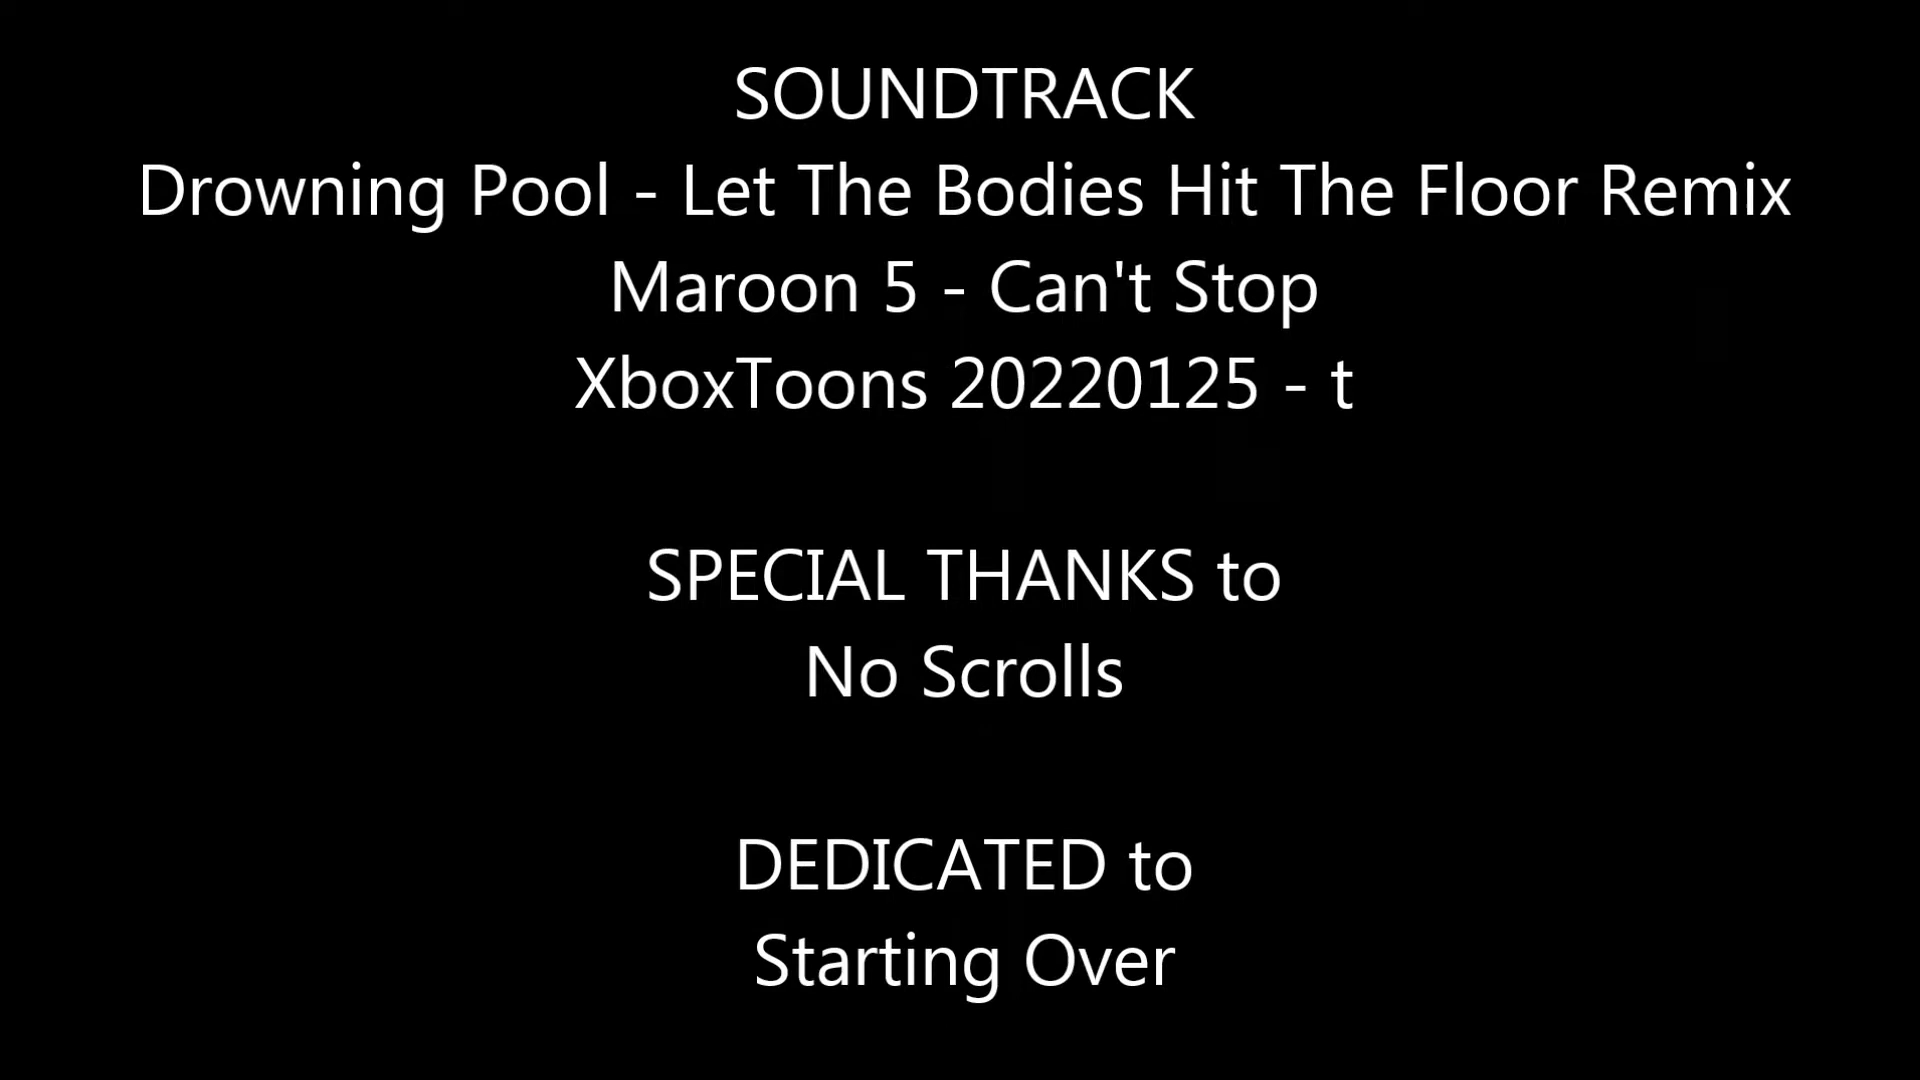 SOUNDTRACK
Drowning Pool - Let The Bodies Hit The Floor Remix
Maroon 5 - Can't Stop
XboxToons 20220125 - t
SPECIAL THANKS to
No Scrolls
DEDICATED to
Starting Over